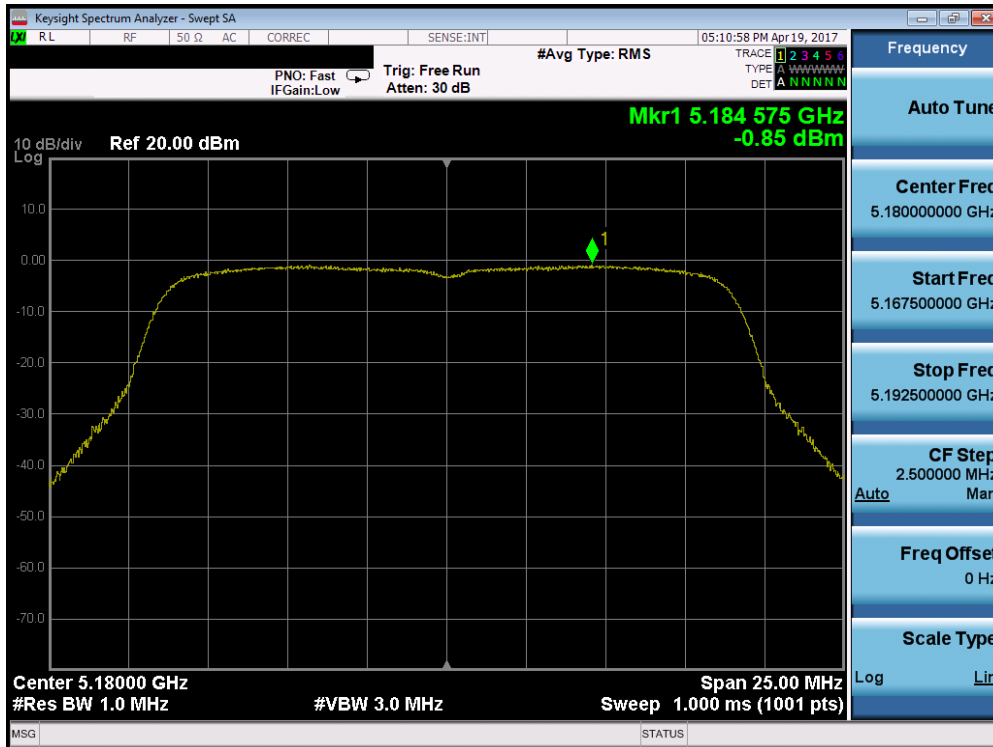 Keysight Spectrum Analyzer - Swept SA
LXI RL RF 50 Ω AC CORREC SENSE:INT 05:10:58 PM Apr 19, 2017
PNO: Fast
IFGain:Low
Trig: Free Run
Atten: 30 dB
#Avg Type: RMS
TRACE 1 2 3 4 5 6
TYPE A WWWWW
DET A N N N N N
Mkr1 5.184 575 GHz
-0.85 dBm
10 dB/div Ref 20.00 dBm
Log
10.0
0.00
-10.0
-20.0
-30.0
-40.0
-50.0
-60.0
-70.0
1
Center 5.18000 GHz Span 25.00 MHz
#Res BW 1.0 MHz #VBW 3.0 MHz Sweep 1.000 ms (1001 pts)
MSG STATUS
Frequency
Auto Tune
Center Freq
5.180000000 GHz
Start Freq
5.167500000 GHz
Stop Freq
5.192500000 GHz
CF Step
2.500000 MHz
Auto Man
Freq Offset
0 Hz
Scale Type
Log Lin